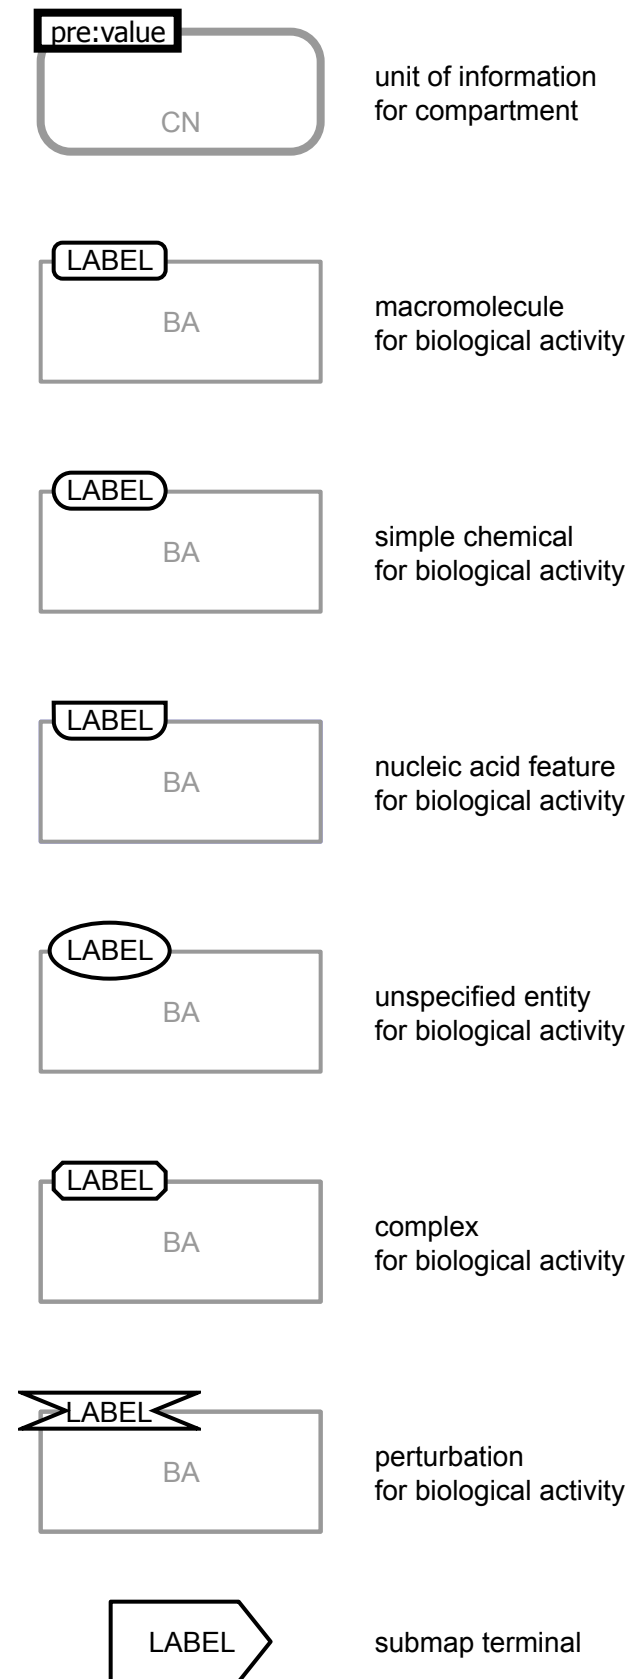 pre:value
CN
unit of information
for compartment
LABEL
BA
macromolecule
for biological activity
LABEL
BA
simple chemical
for biological activity
LABEL
BA
nucleic acid feature
for biological activity
LABEL
BA
unspecified entity
for biological activity
LABEL
BA
complex
for biological activity
LABEL
BA
perturbation
for biological activity
LABEL
submap terminal